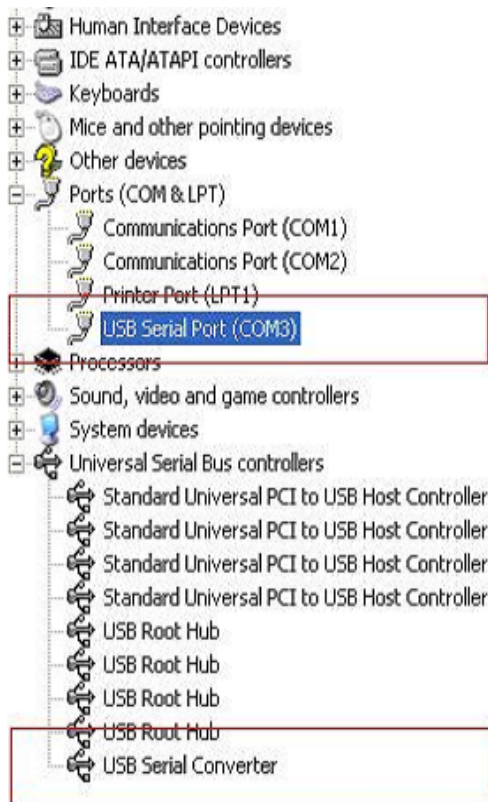 Human Interface Devices
IDE ATA/ATAPI controllers
Keyboards
Mice and other pointing devices
Other devices
Ports (COM & LPT)
Communications Port (COM1)
Communications Port (COM2)
Printer Port (LPT1)
USB Serial Port (COM3)
Processors
Sound, video and game controllers
System devices
Universal Serial Bus controllers
Standard Universal PCI to USB Host Controller
Standard Universal PCI to USB Host Controller
Standard Universal PCI to USB Host Controller
Standard Universal PCI to USB Host Controller
USB Root Hub
USB Root Hub
USB Root Hub
USB Root Hub
USB Serial Converter